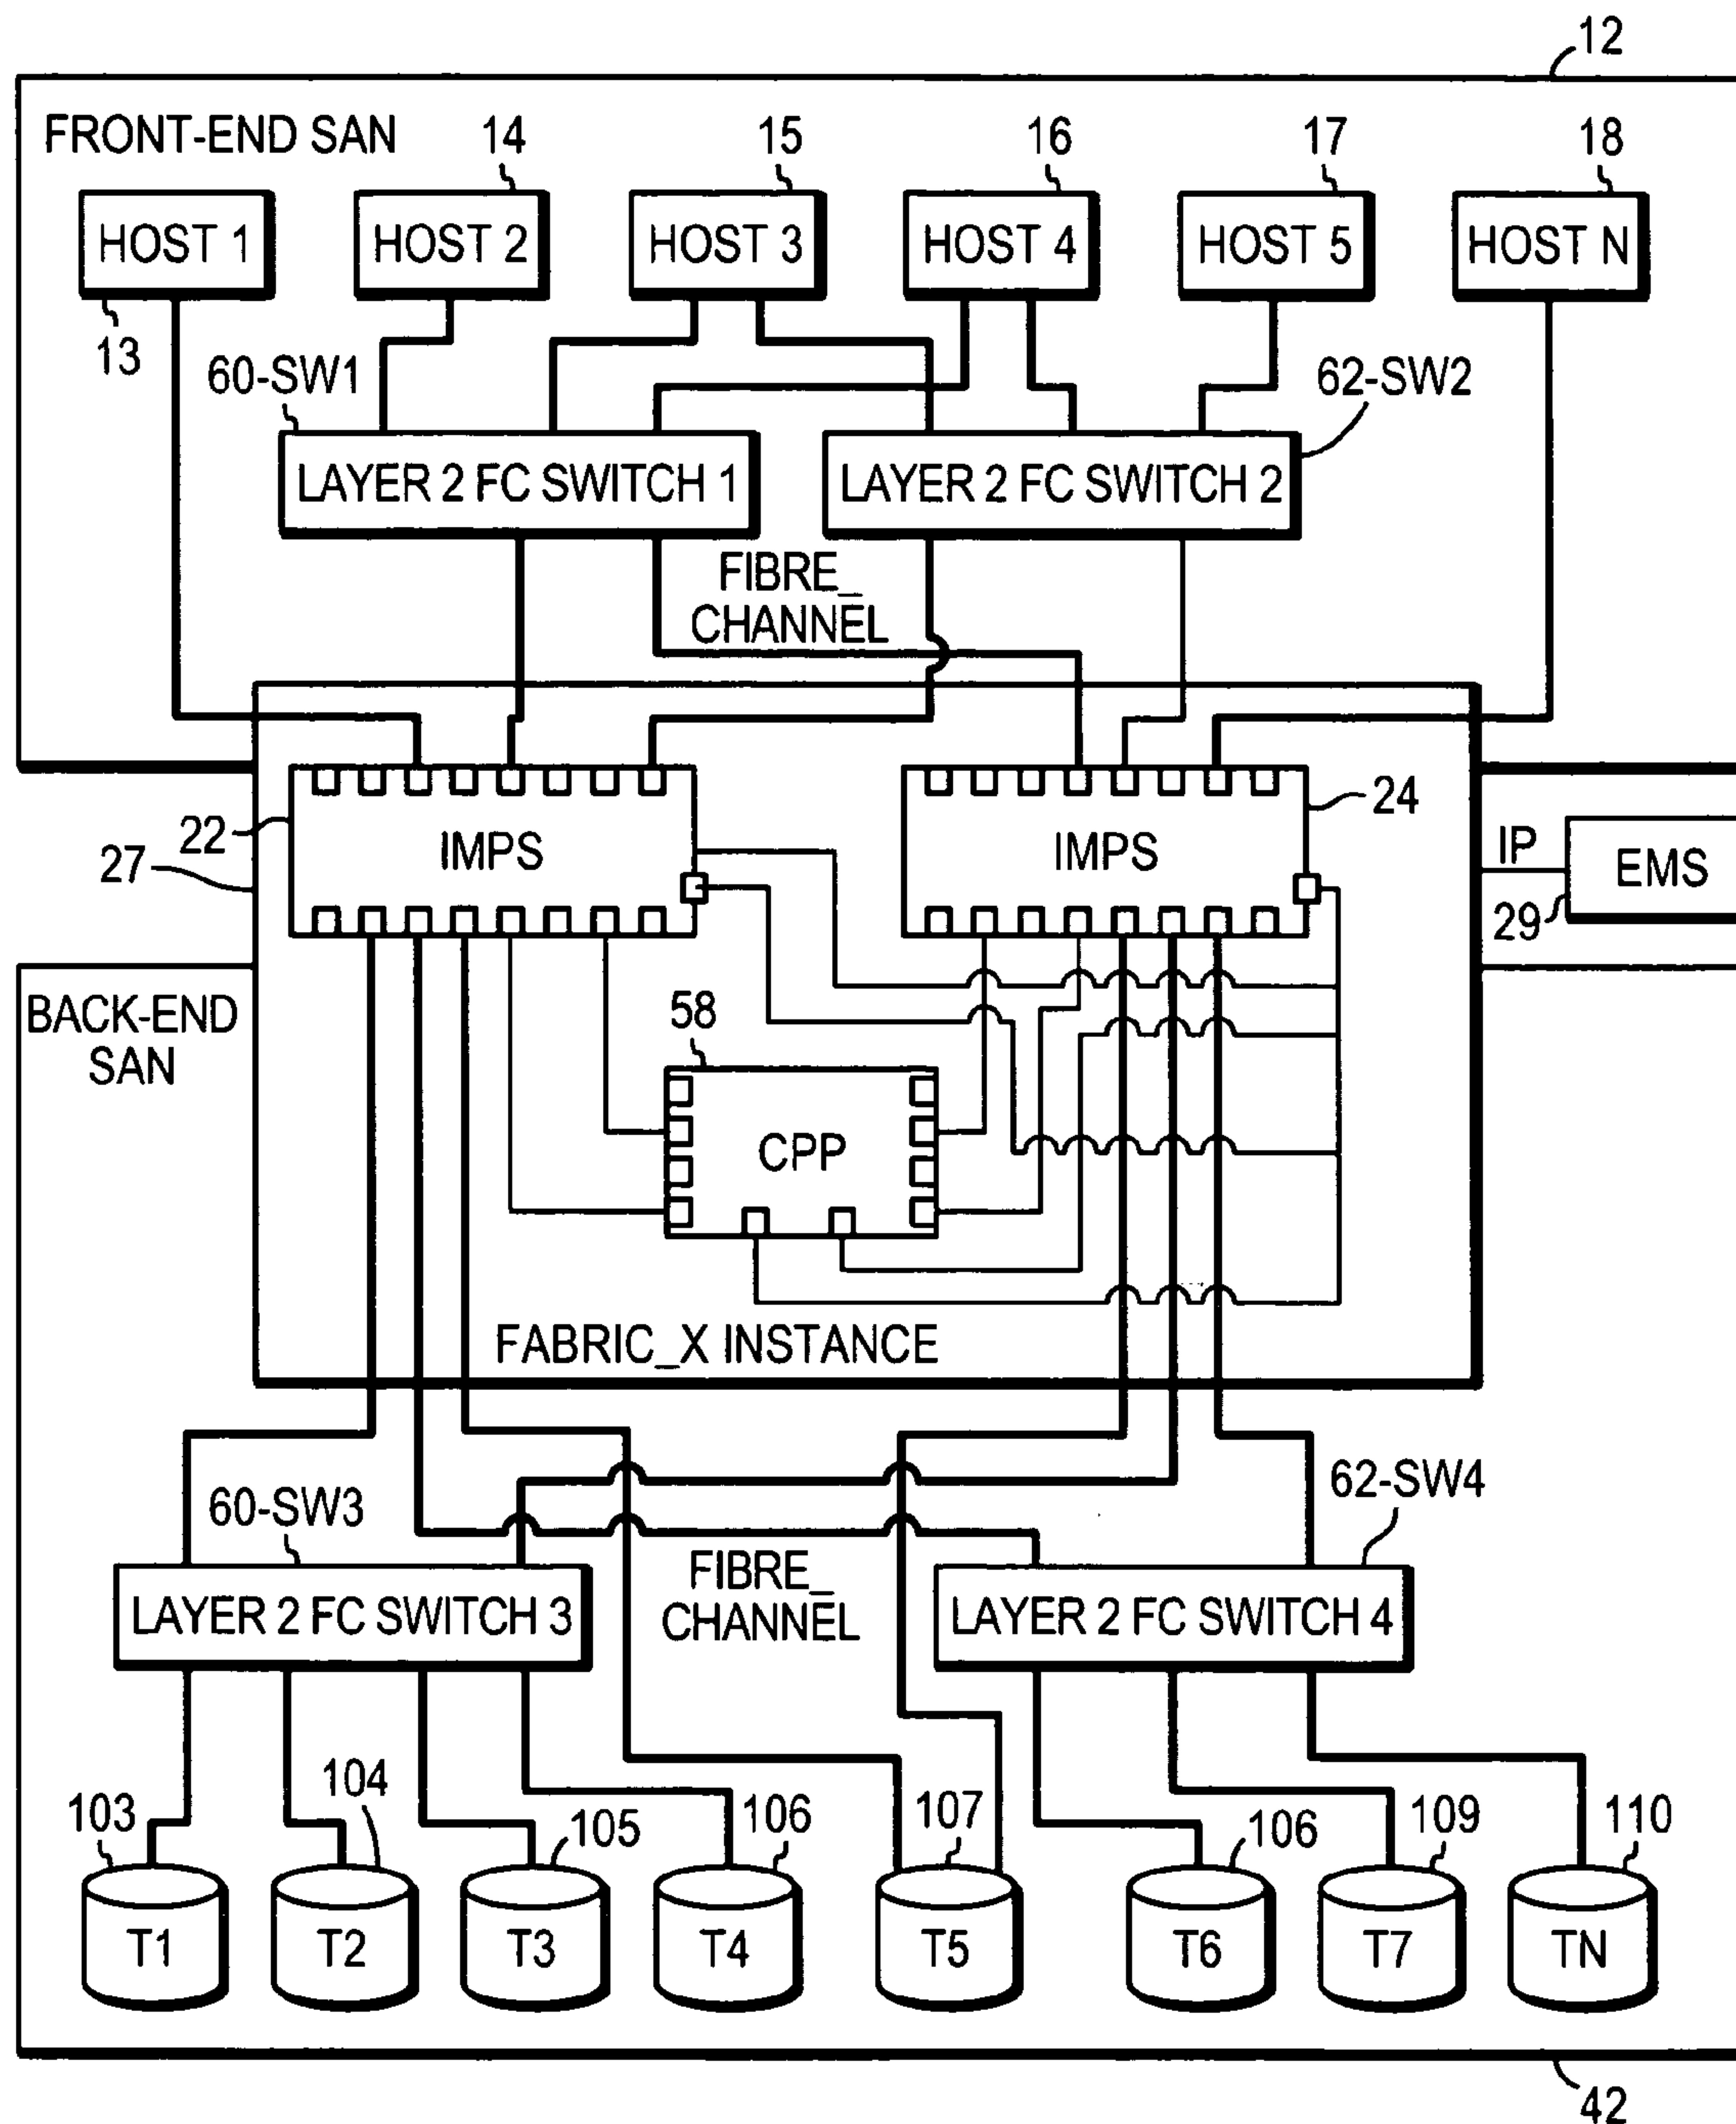 12
FRONT-END SAN
14
15
16
17
18
HOST 1
HOST 2
HOST 3
HOST 4
HOST 5
HOST N
13
60-SW1
62-SW2
LAYER 2 FC SWITCH 1
LAYER 2 FC SWITCH 2
FIBRE_
CHANNEL
22
IMPS
IMPS
24
27
IP
EMS
29
BACK-END
SAN
58
CPP
FABRIC_X INSTANCE
60-SW3
62-SW4
FIBRE_
CHANNEL
LAYER 2 FC SWITCH 3
LAYER 2 FC SWITCH 4
103
104
105
106
107
106
109
110
T1
T2
T3
T4
T5
T6
T7
TN
42